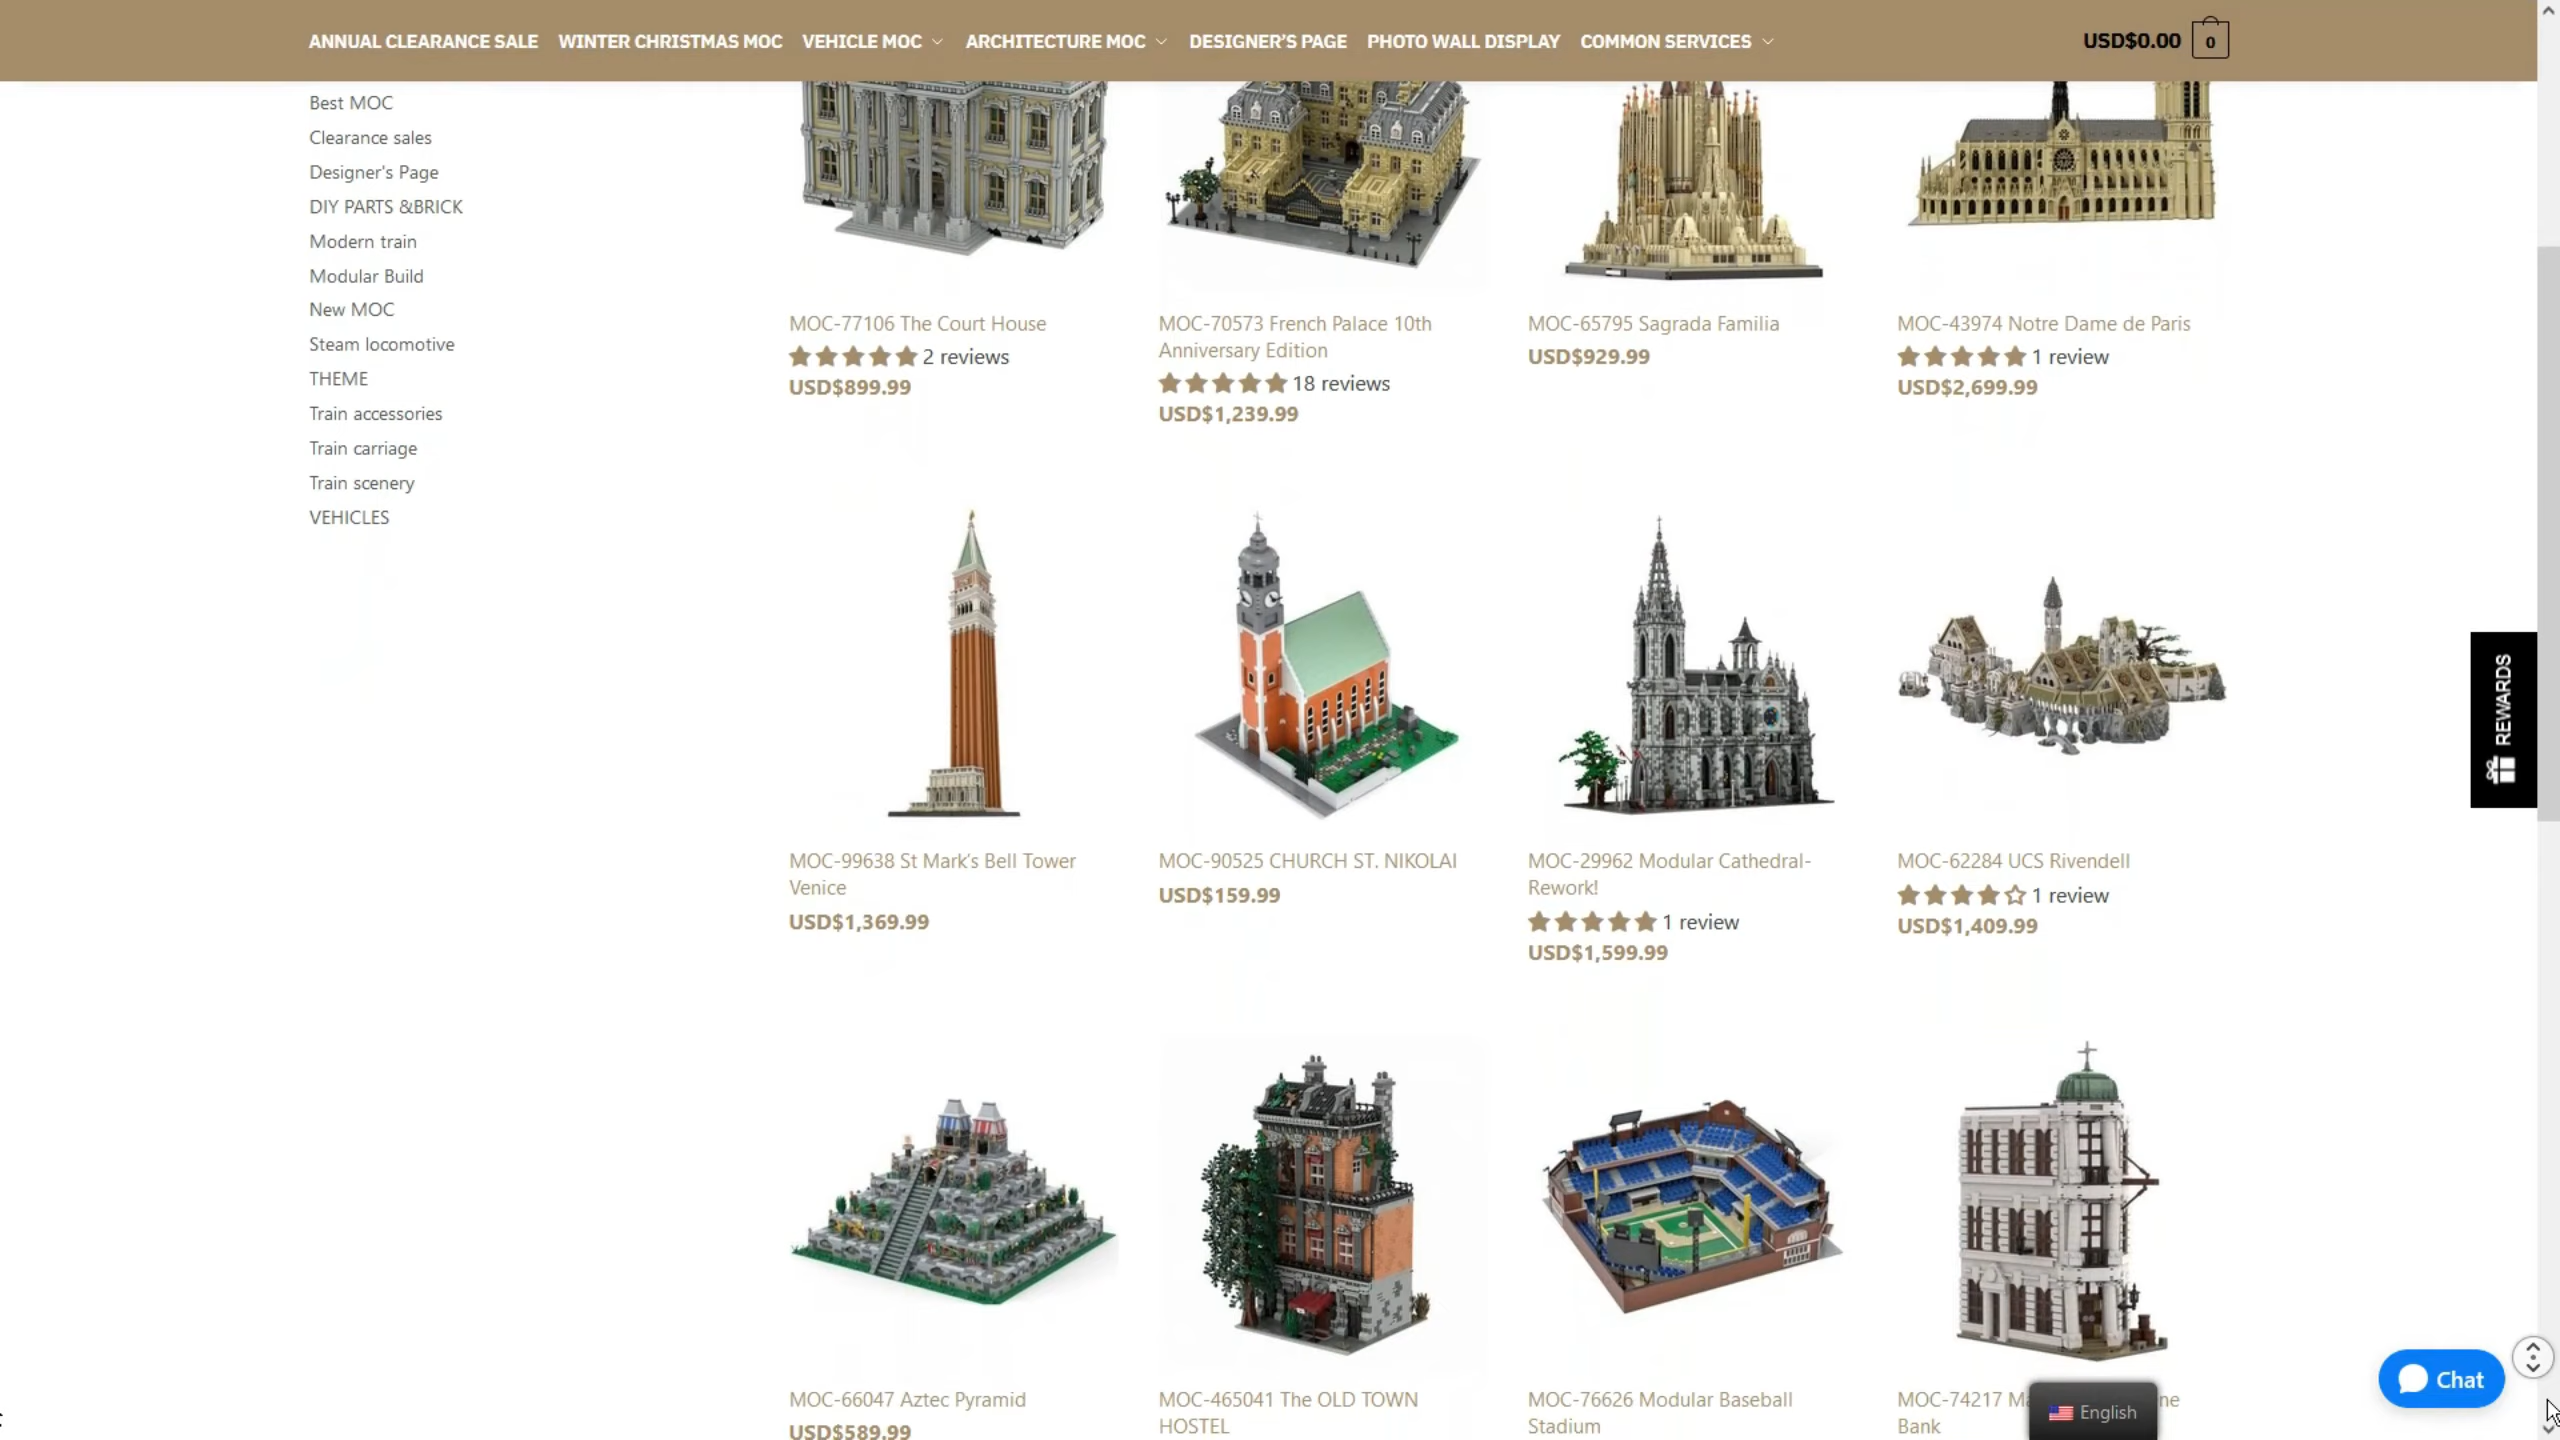 ANNUAL CLEARANCE SALE WINTER CHRISTMAS MOC VEHICLE MOC ARCHITECTURE MOC DESIGNER'S PAGE PHOTO WALL DISPLAY COMMON SERVICES USD$0.00 0
Best MOC
Clearance sales
Designer's Page
DIY PARTS &BRICK
Modern train
Modular Build
New MOC
Steam locomotive
THEME
Train accessories
Train carriage
Train scenery
VEHICLES
MOC-77106 The Court House
2 reviews
USD$899.99
MOC-70573 French Palace 10th
Anniversary Edition
18 reviews
USD$1,239.99
MOC-65795 Sagrada Familia
USD$929.99
MOC-43974 Notre Dame de Paris
1 review
USD$2,699.99
MOC-99638 St Mark's Bell Tower
Venice
USD$1,369.99
MOC-90525 CHURCH ST. NIKOLAI
USD$159.99
MOC-29962 Modular Cathedral-
Rework!
1 review
USD$1,599.99
MOC-62284 UCS Rivendell
1 review
USD$1,409.99
REWARDS
MOC-66047 Aztec Pyramid
USD$589.99
MOC-465041 The OLD TOWN
HOSTEL
MOC-76626 Modular Baseball
Stadium
MOC-74217
Bank
English
Chat